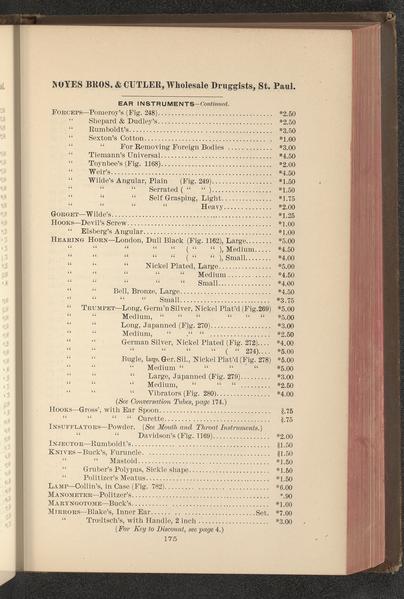 NOYES BROS. & CUTLER, Wholesale Druggists, St. Paul.
EAR INSTRUMENTS—Continued.
FORCEPS—Pomeroy's (Fig. 248) *2.50
" Shepard & Dudley's *2.50
" Rumboldt's *3.50
" Sexton's Cotton *1.00
" " For Removing Foreign Bodies *3.00
" Tiemann's Universal *4.50
" Toynbee's (Fig. 1168) *2.00
" Weir's *4.50
" Wilde's Angular, Plain (Fig. 249) *1.50
" " " Serrated ( " " ) *1.50
" " " Self Grasping, Light *1.75
" " " " Heavy *2.00
GORGET—Wilde's *1.25
HOOKS—Devil's Screw *1.00
" Elsberg's Angular *1.00
HEARING HORN—London, Dull Black (Fig. 1162), Large *5.00
" " " " " ( " " ), Medium *4.50
" " " " " ( " " ), Small *4.00
" " " Nickel Plated, Large *5.00
" " " " " Medium *4.50
" " " " " Small *4.00
" " Bell, Bronze, Large *4.50
" " " " Small *3.75
" TRUMPET—Long, Germ'n Silver, Nickel Plat'd (Fig. 269) *5.00
" " Medium, " " " " " *5.00
" " Long, Japanned (Fig. 270) *3.00
" " Medium, " " " *2.50
" " German Silver, Nickel Plated (Fig. 272) *4.00
" " " " " " ( " 274) *5.00
" " Bugle, large, Ger. Sil., Nickel Plat'd (Fig. 278) *5.00
" " " Medium " " " " *5.00
" " " Large, Japanned (Fig. 279) *3.00
" " " Medium, " " " *2.50
" " " Vibrators (Fig. 280) *4.00
(See Conversation Tubes, page 174.)
HOOKS—Gross', with Ear Spoon §.75
" " " " Curette §.75
INSUFFLATORS—Powder. (See Mouth and Throat Instruments.)
" " Davidson's (Fig. 1169) *2.00
INJECTOR—Rumboldt's §1.50
KNIVES—Buck's, Furuncle §1.50
" " Mastoid *1.50
" Gruber's Polypus, Sickle shape *1.50
" Politizer's Meatus *1.50
LAMP—Collin's, in Case (Fig. 782) *6.00
MANOMETER—Politzer's *.90
MARYNGOTOME—Buck's *1.00
MIRRORS—Blake's, Inner Ear Set, *7.00
" Troeltsch's, with Handle, 2 inch *3.00
(For Key to Discount, see page 4.)
175